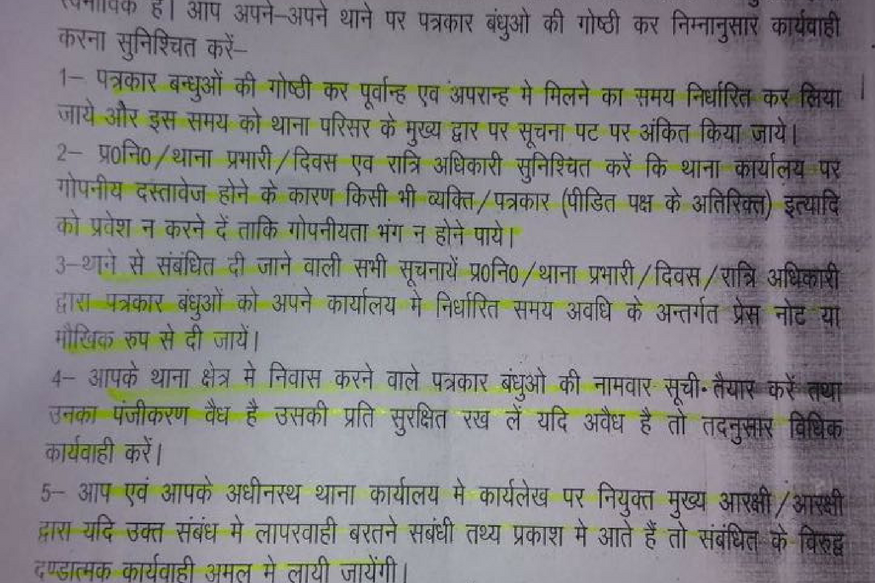 है। आप अपने–अपने थाने पर पत्रकार बंधुओ की गोष्ठी कर निम्नानुसार कार्यवाही
करना सुनिश्चित करें–
1– पत्रकार बन्धुओं की गोष्ठी कर पूर्वान्ह एवं अपरान्ह मे मिलने का समय निर्धारित कर लिया
जाये और इस समय को थाना परिसर के मुख्य द्वार पर सूचना पट पर अंकित किया जाये।
2– प्र0नि0/थाना प्रभारी/दिवस एव रात्रि अधिकारी सुनिश्चित करें कि थाना कार्यालय पर
गोपनीय दस्तावेज होने के कारण किसी भी व्यक्ति/पत्रकार (पीडित पक्ष के अतिरिक्त) इत्यादि
को प्रवेश न करने दें ताकि गोपनीयता भंग न होने पाये।
3–थाने से संबंधित दी जाने वाली सभी सूचनायें प्र0नि0/थाना प्रभारी/दिवस/रात्रि अधिकारी
द्वारा पत्रकार बंधुओं को अपने कार्यालय मे निर्धारित समय अवधि के अन्तर्गत प्रेस नोट या
मौखिक रुप से दी जायें।
4– आपके थाना क्षेत्र मे निवास करने वाले पत्रकार बंधुओ की नामवार सूची तैयार करें तथा
उनका पंजीकरण वैध है उसकी प्रति सुरक्षित रख लें यदि अवैध है तो तदनुसार विधिक
कार्यवाही करें।
5– आप एवं आपके अधीनस्थ थाना कार्यालय मे कार्यलेख पर नियुक्त मुख्य आरक्षी/आरक्षी
द्वारा यदि उक्त संबंध मे लापरवाही बरतने सबंधी तथ्य प्रकाश मे आते हैं तो संबंधित के विरुद्ध
दण्डात्मक कार्यवाही अमल मे लायी जायेंगी।